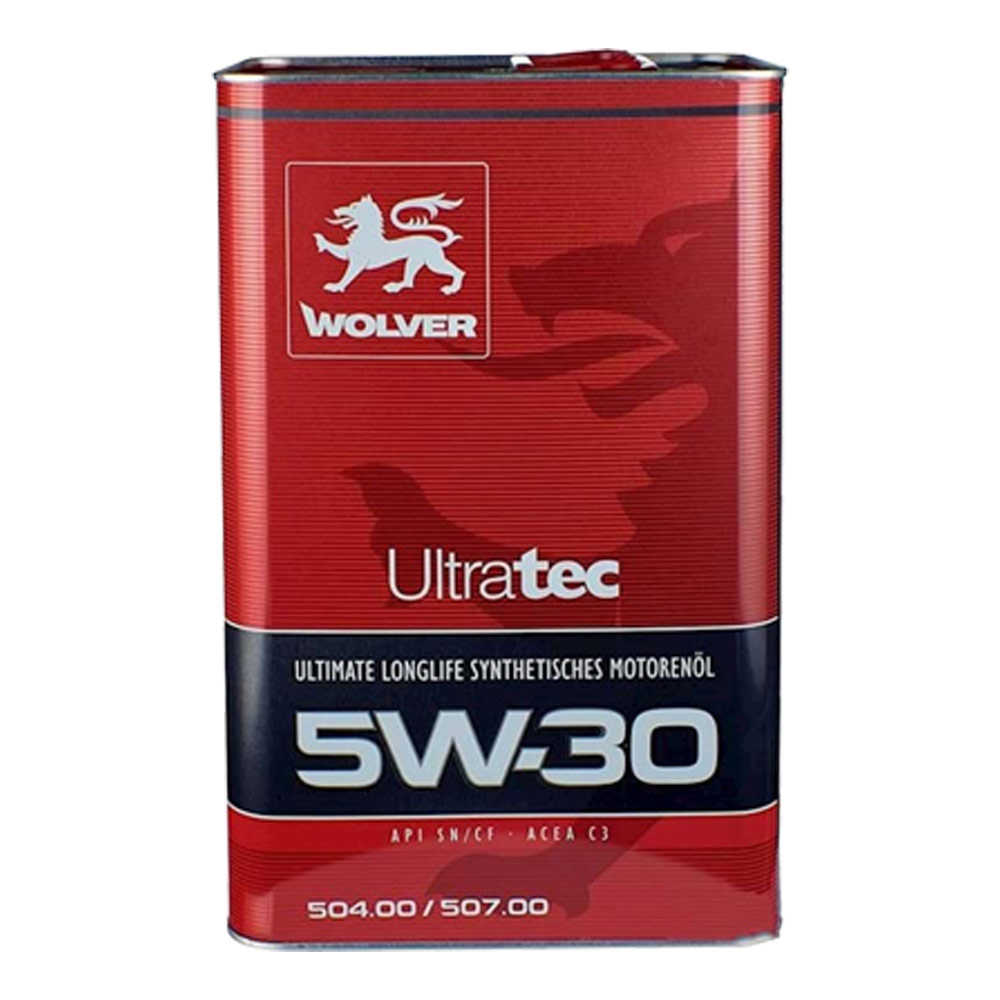 WOLVER
Ultratec
ULTIMATE LONGLIFE SYNTHETISCHES MOTORENÖL
5W-30
API SN/CF · ACEA C3
504.00 / 507.00